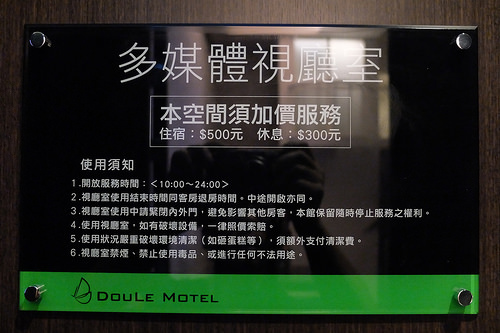 多媒體視聽室
本空間須加價服務
住宿：$500元 休息：$300元
使用須知
1.開放服務時間：<10:00～24:00>
2.視聽室使用結束時間同客房退房時間。中途開啟亦同。
3.視聽室使用中請緊閉內外門，避免影響其他房客，本館保留隨時停止服務之權利。
4.使用視聽室，如有破壞設備，一律照價索賠。
5.使用狀況嚴重破壞環境清潔（如砸蛋糕等），須額外支付清潔費。
6.視聽室禁煙、禁止使用毒品、或進行任何不法用途。
DOULE MOTEL